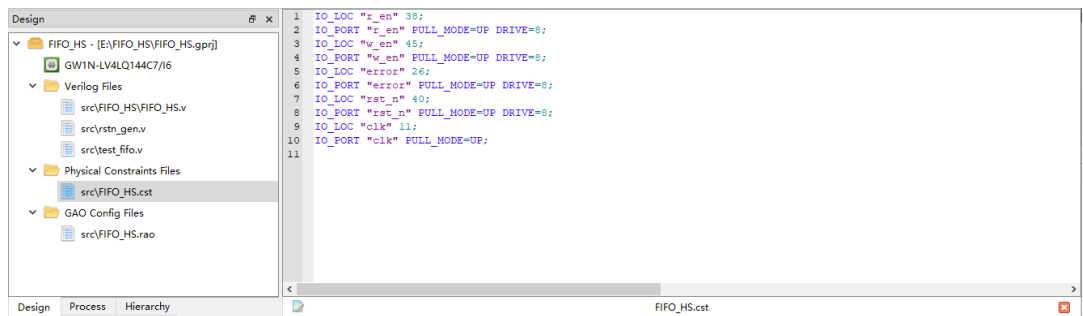 Design
FIFO_HS - [E:\FIFO_HS\FIFO_HS.gprj]
GW1N-LV4LQ144C7/I6
Verilog Files
src\FIFO_HS\FIFO_HS.v
src\rstn_gen.v
src\test_fifo.v
Physical Constraints Files
src\FIFO_HS.cst
GAO Config Files
src\FIFO_HS.rao
Design Process Hierarchy
1 IO_LOC "r_en" 38;
2 IO_PORT "r_en" PULL_MODE=UP DRIVE=8;
3 IO_LOC "w_en" 45;
4 IO_PORT "w_en" PULL_MODE=UP DRIVE=8;
5 IO_LOC "error" 26;
6 IO_PORT "error" PULL_MODE=UP DRIVE=8;
7 IO_LOC "rst_n" 40;
8 IO_PORT "rst_n" PULL_MODE=UP DRIVE=8;
9 IO_LOC "clk" 11;
10 IO_PORT "clk" PULL_MODE=UP;
11
FIFO_HS.cst